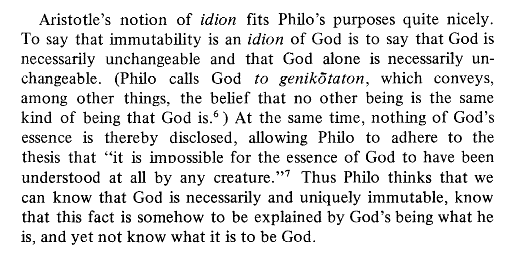 Aristotle's notion of idion fits Philo's purposes quite nicely.
To say that immutability is an idion of God is to say that God is
necessarily unchangeable and that God alone is necessarily un-
changeable. (Philo calls God to genikōtaton, which conveys,
among other things, the belief that no other being is the same
kind of being that God is.⁶) At the same time, nothing of God's
essence is thereby disclosed, allowing Philo to adhere to the
thesis that “it is impossible for the essence of God to have been
understood at all by any creature.”⁷ Thus Philo thinks that we
can know that God is necessarily and uniquely immutable, know
that this fact is somehow to be explained by God's being what he
is, and yet not know what it is to be God.